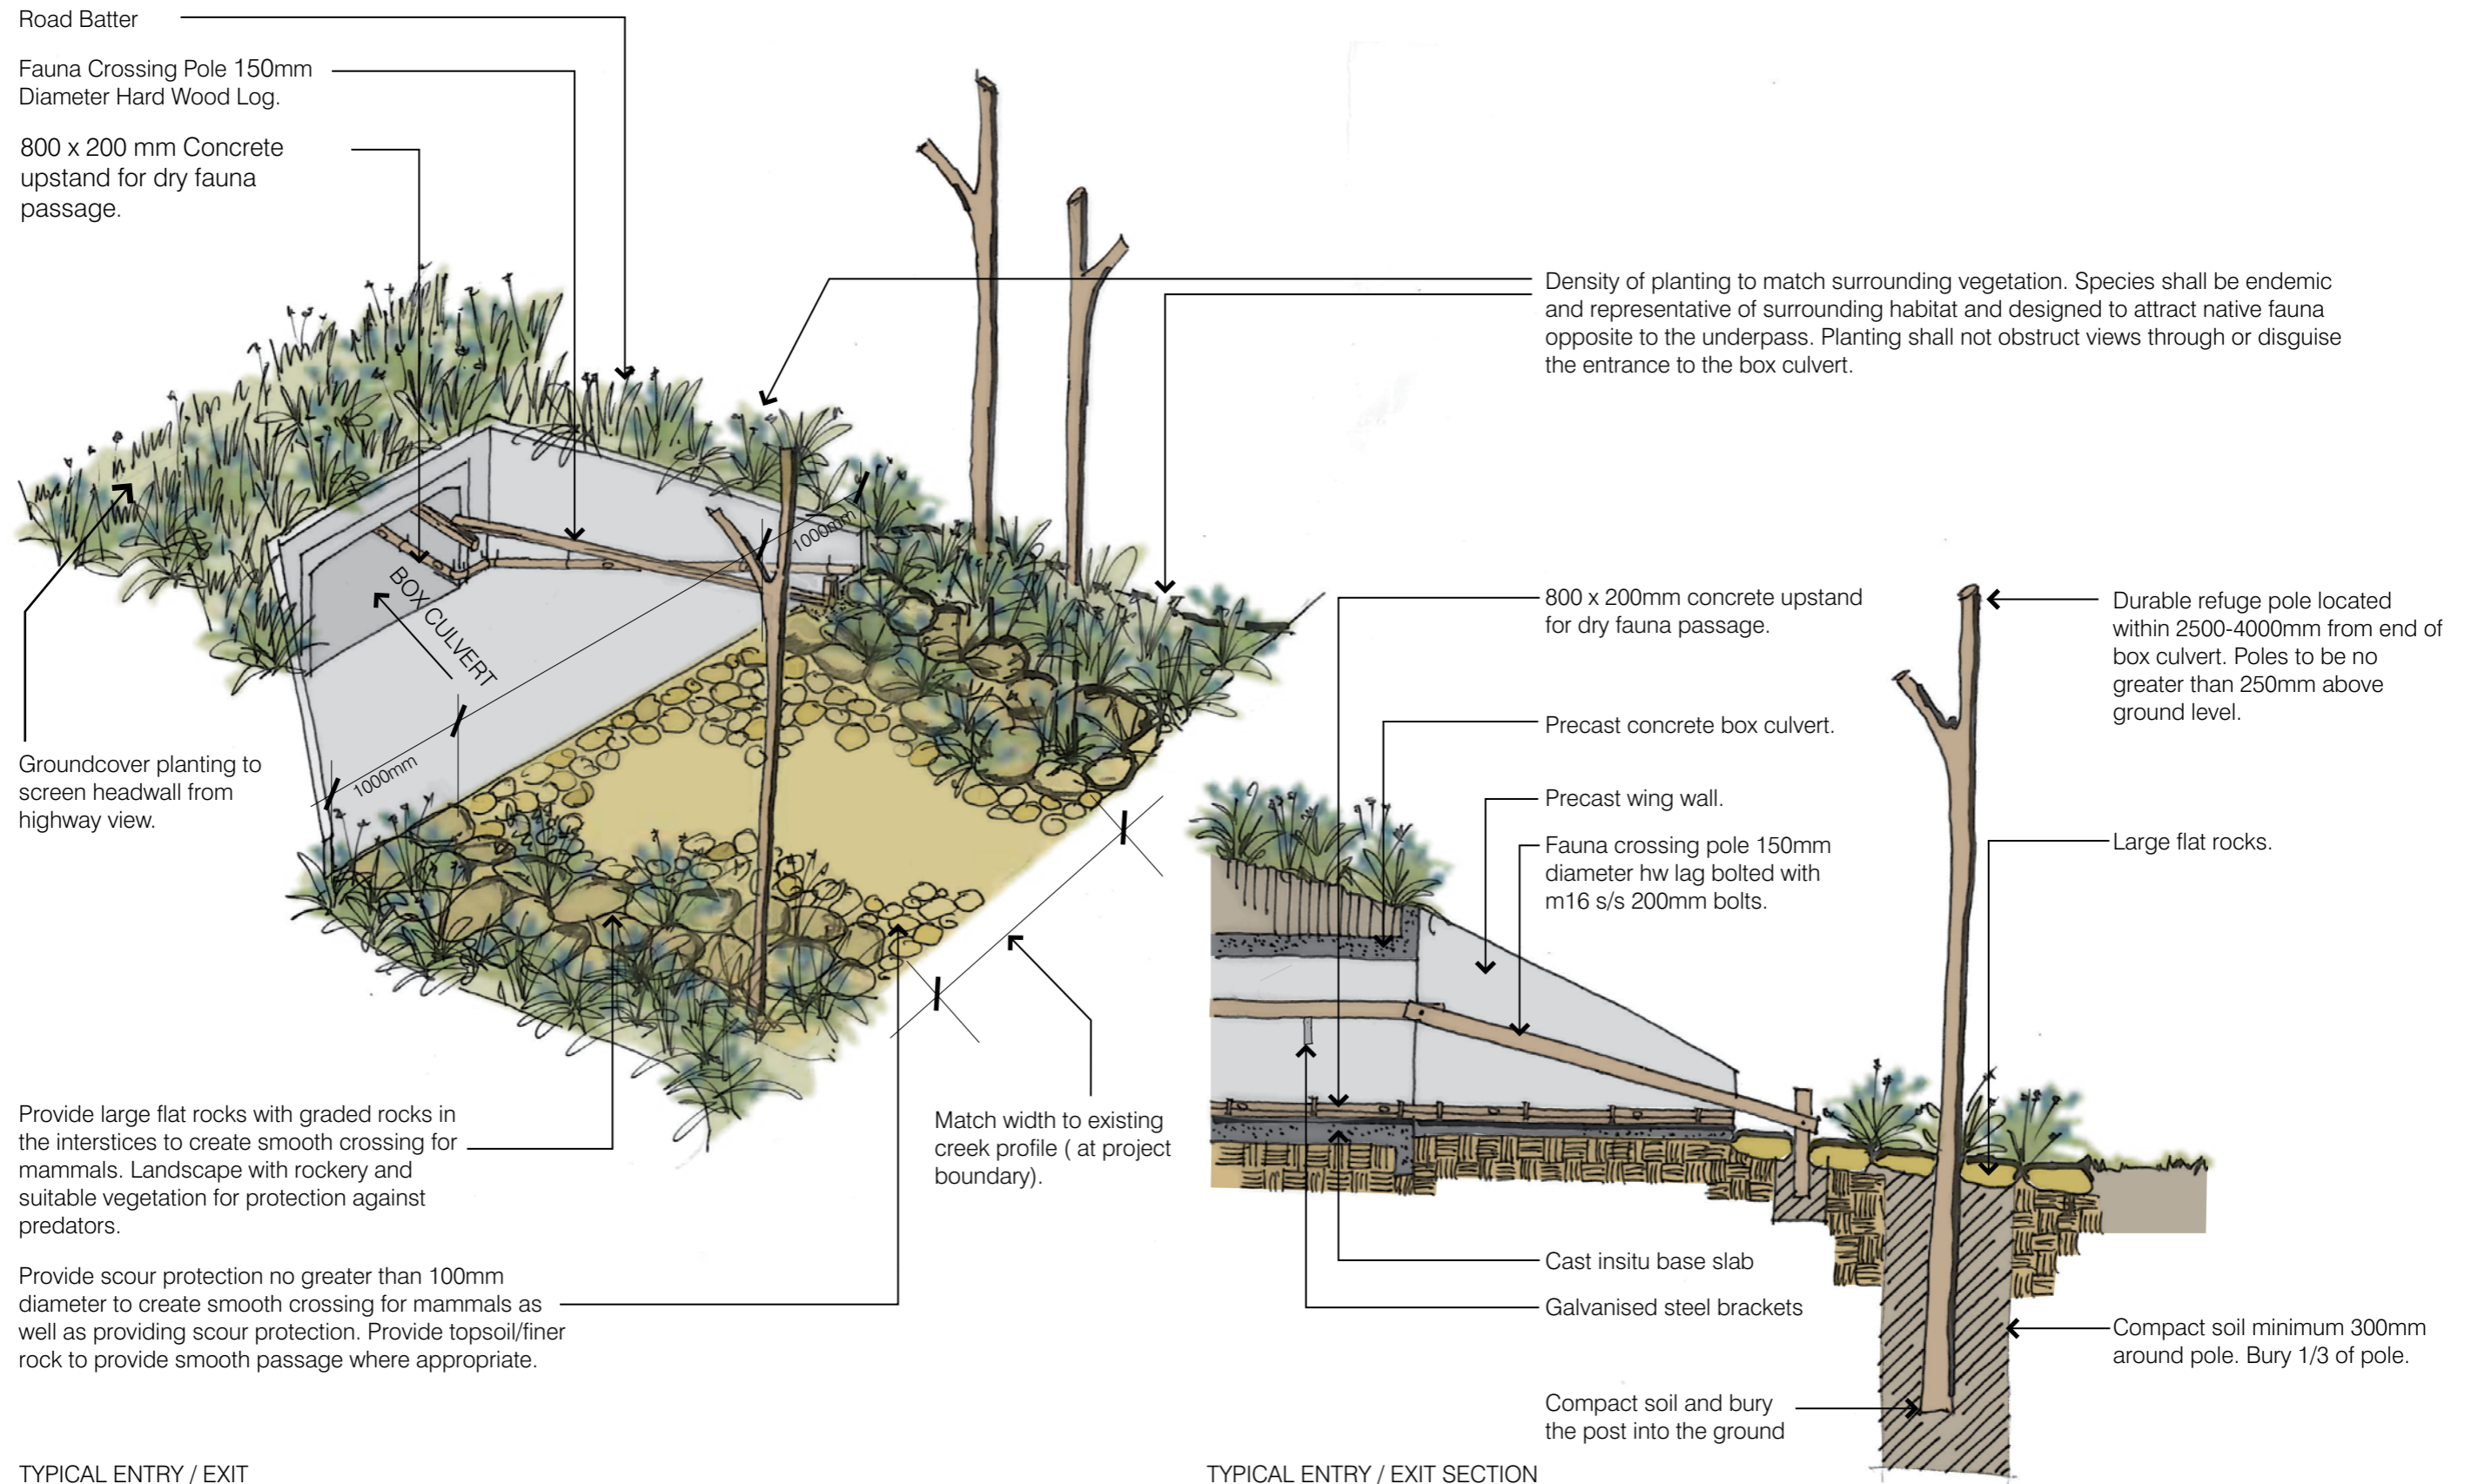 Road Batter
Fauna Crossing Pole 150mm
Diameter Hard Wood Log.
800 x 200 mm Concrete
upstand for dry fauna
passage.
Density of planting to match surrounding vegetation. Species shall be endemic
and representative of surrounding habitat and designed to attract native fauna
opposite to the underpass. Planting shall not obstruct views through or disguise
the entrance to the box culvert.
1000mm
BOX CULVERT
1000mm
Groundcover planting to
screen headwall from
highway view.
Provide large flat rocks with graded rocks in
the interstices to create smooth crossing for
mammals. Landscape with rockery and
suitable vegetation for protection against
predators.
Provide scour protection no greater than 100mm
diameter to create smooth crossing for mammals as
well as providing scour protection. Provide topsoil/finer
rock to provide smooth passage where appropriate.
Match width to existing
creek profile ( at project
boundary).
TYPICAL ENTRY / EXIT
800 x 200mm concrete upstand
for dry fauna passage.
Precast concrete box culvert.
Precast wing wall.
Fauna crossing pole 150mm
diameter hw lag bolted with
m16 s/s 200mm bolts.
Durable refuge pole located
within 2500-4000mm from end of
box culvert. Poles to be no
greater than 250mm above
ground level.
Large flat rocks.
Cast insitu base slab
Galvanised steel brackets
Compact soil minimum 300mm
around pole. Bury 1/3 of pole.
Compact soil and bury
the post into the ground
TYPICAL ENTRY / EXIT SECTION